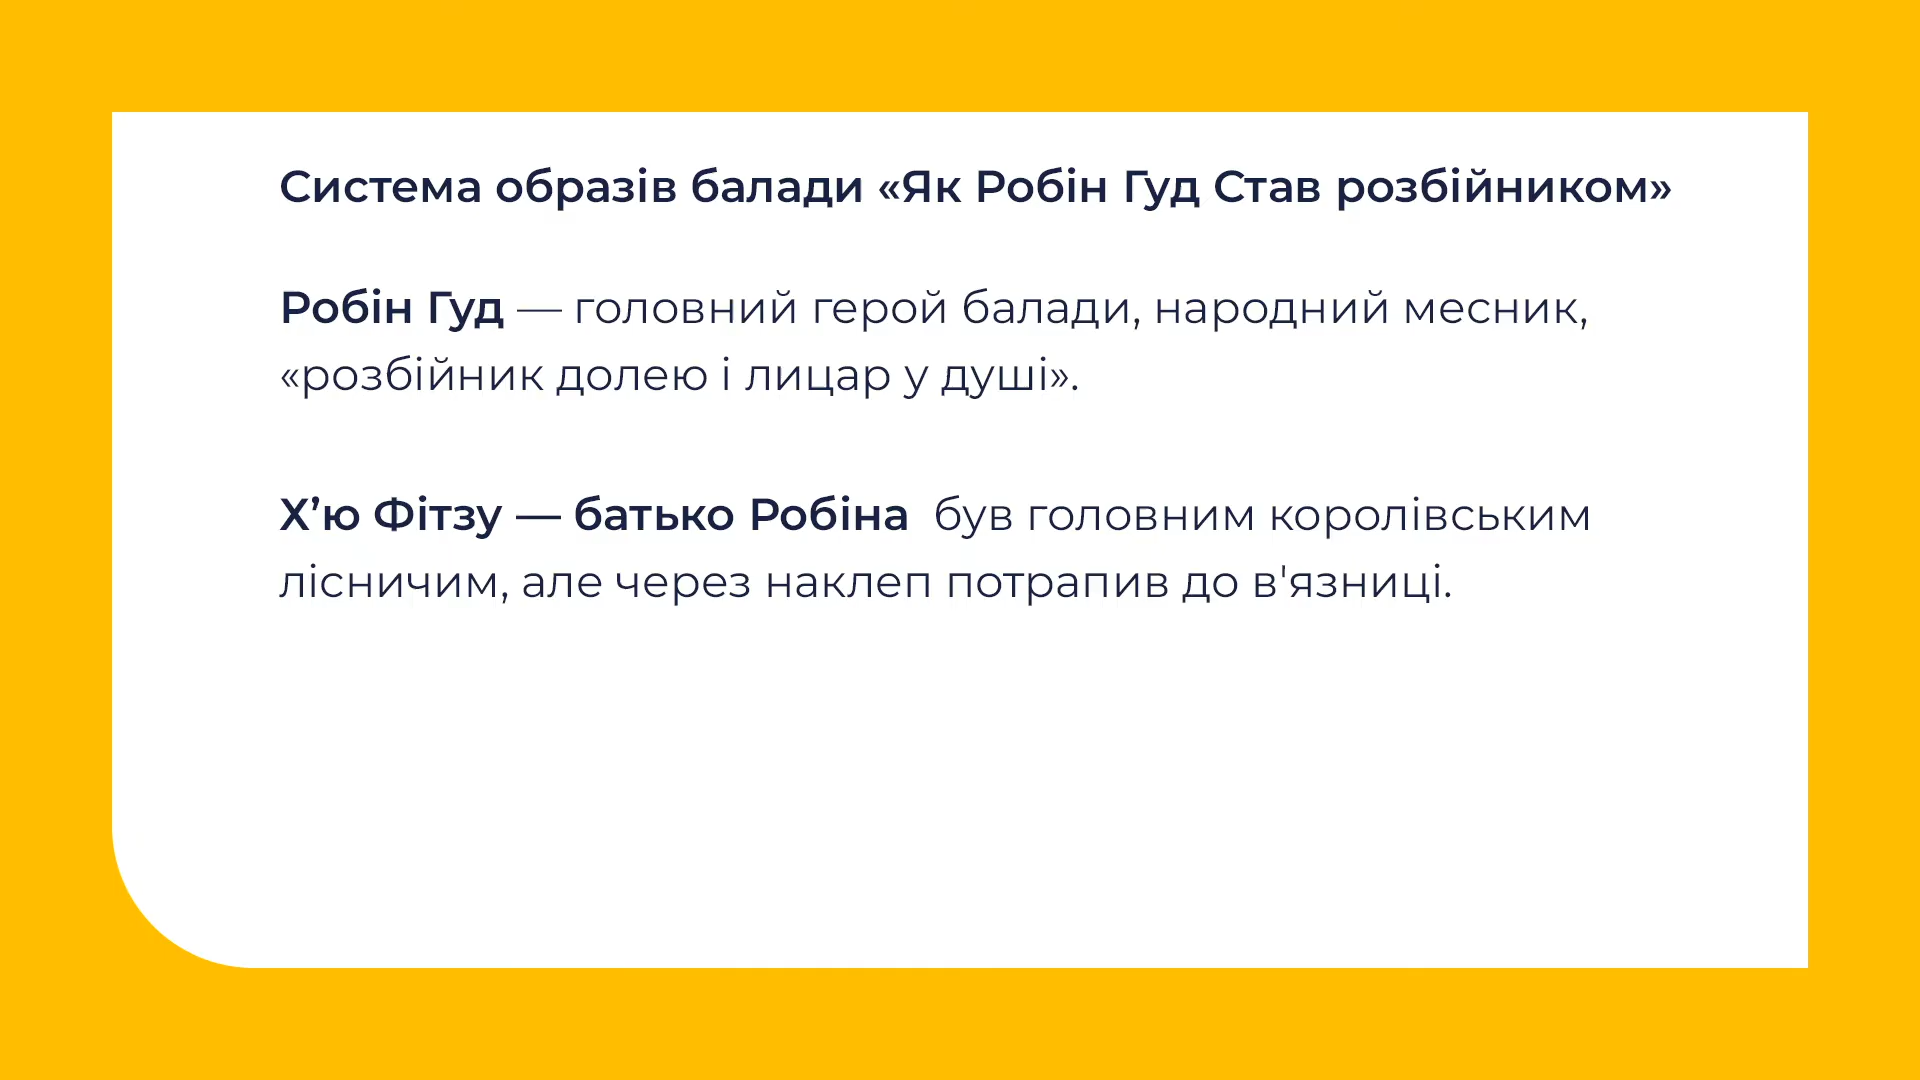 Система образів балади «Як Робін Гуд Став розбійником»
Робін Гуд — головний герой балади, народний месник,
«розбійник долею і лицар у душі».
Х’ю Фітзу — батько Робіна  був головним королівським
лісничим, але через наклеп потрапив до в'язниці.